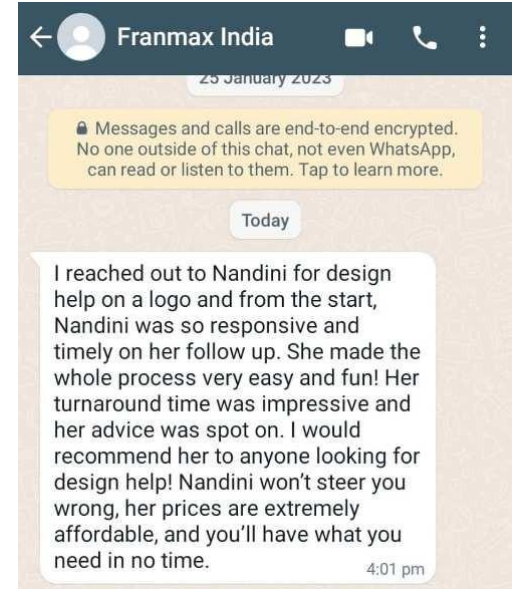 Franmax India
25 January 2023
Messages and calls are end-to-end encrypted.
No one outside of this chat, not even WhatsApp,
can read or listen to them. Tap to learn more.
Today
I reached out to Nandini for design
help on a logo and from the start,
Nandini was so responsive and
timely on her follow up. She made the
whole process very easy and fun! Her
turnaround time was impressive and
her advice was spot on. I would
recommend her to anyone looking for
design help! Nandini won't steer you
wrong, her prices are extremely
affordable, and you'll have what you
need in no time.
4:01 pm